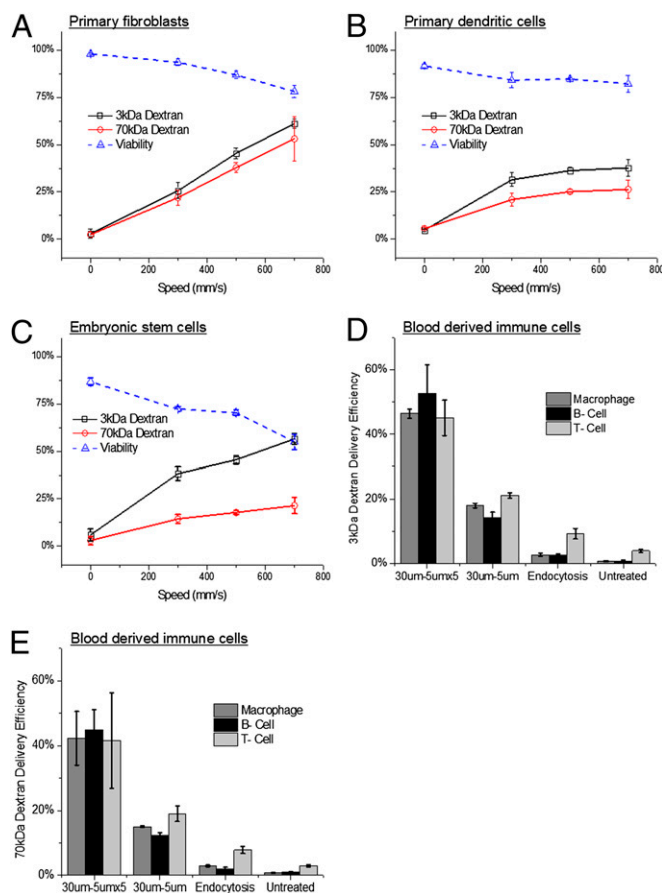 A
Primary fibroblasts
100%
75%
50%
25%
0%
3kDa Dextran
70kDa Dextran
Viability
0 200 400 600 800
Speed (mm/s)
B
Primary dendritic cells
100%
75%
50%
25%
0%
3kDa Dextran
70kDa Dextran
Viability
0 200 400 600 800
Speed (mm/s)
C
Embryonic stem cells
100%
75%
50%
25%
0%
3kDa Dextran
70kDa Dextran
Viability
0 200 400 600 800
Speed (mm/s)
D
Blood derived immune cells
3kDa Dextran Delivery Efficiency
60%
40%
20%
0%
Macrophage
B- Cell
T- Cell
30um-5umx5 30um-5um Endocytosis Untreated
E
Blood derived immune cells
70kDa Dextran Delivery Efficiency
60%
40%
20%
0%
Macrophage
B- Cell
T- Cell
30um-5umx5 30um-5um Endocytosis Untreated